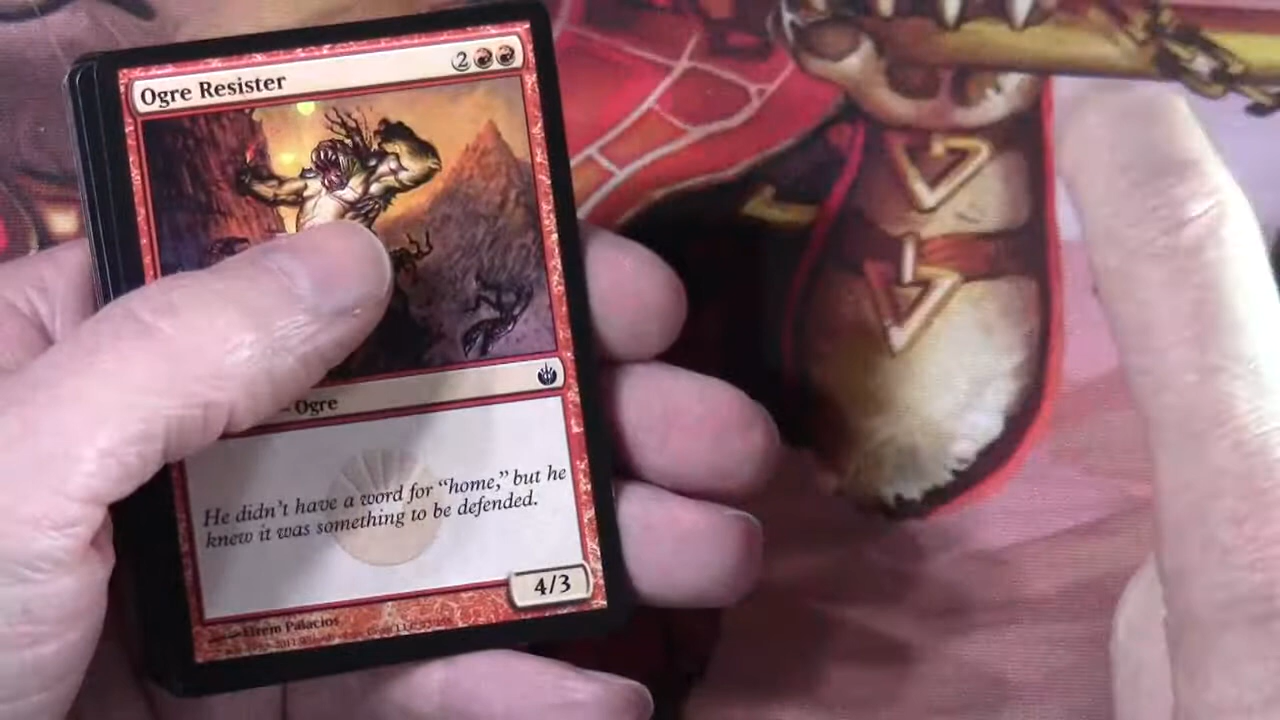 Ogre Resister
2
– Ogre
He didn't have a word for “home,” but he
knew it was something to be defended.
4/3
Efrem Palacios